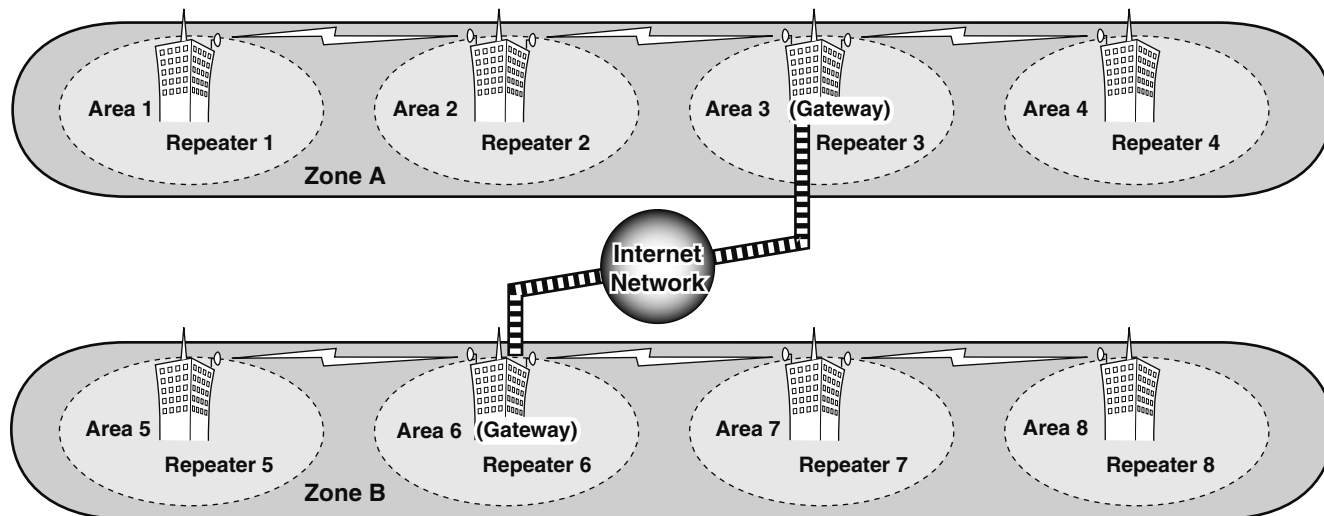 Area 1
Repeater 1
Area 2
Repeater 2
Area 3
(Gateway)
Repeater 3
Area 4
Repeater 4
Zone A
Internet
Network
Area 5
Repeater 5
Area 6
(Gateway)
Repeater 6
Area 7
Repeater 7
Area 8
Repeater 8
Zone B